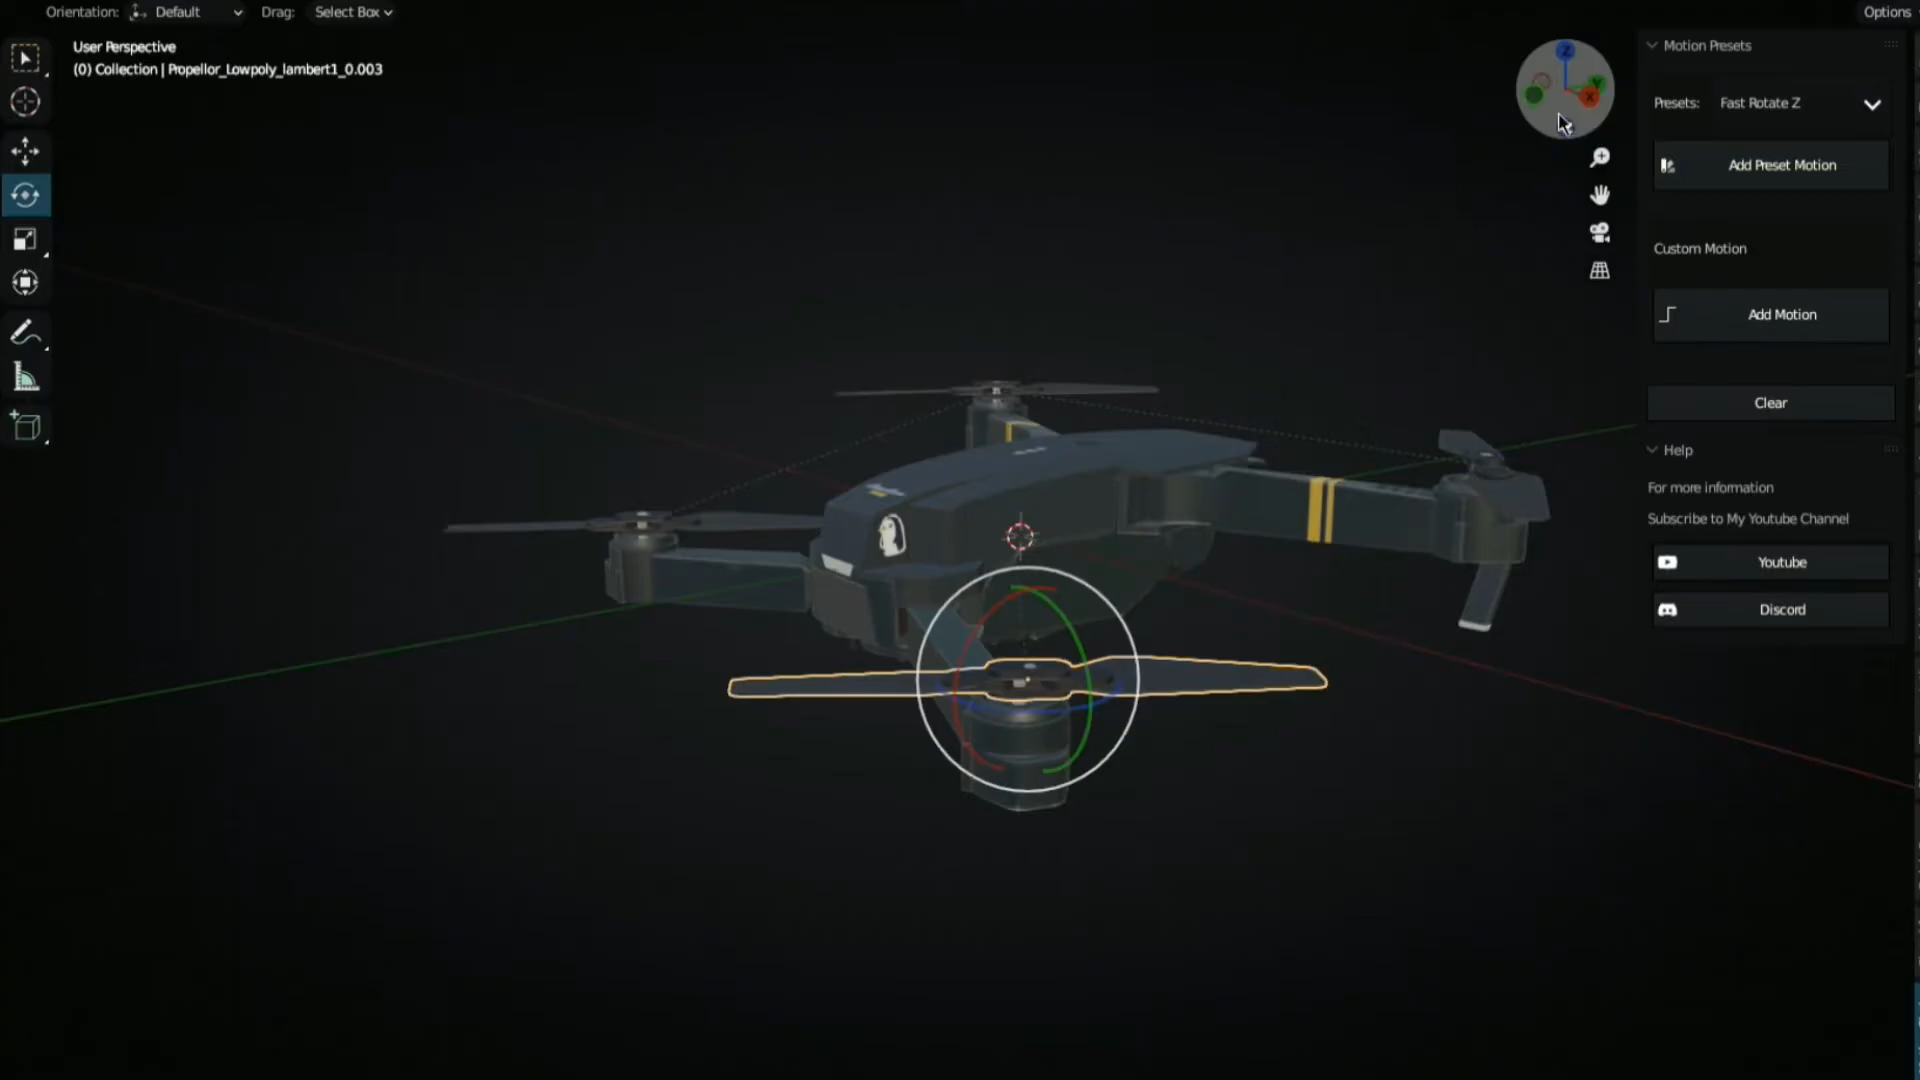 Orientation: Default Drag: Select Box Options
User Perspective
(0) Collection | Propellor_Lowpoly_lambert1_0.003
Z
Y
X
Motion Presets
Presets: Fast Rotate Z
Add Preset Motion
Custom Motion
Add Motion
Clear
Help
For more information
Subscribe to My Youtube Channel
Youtube
Discord